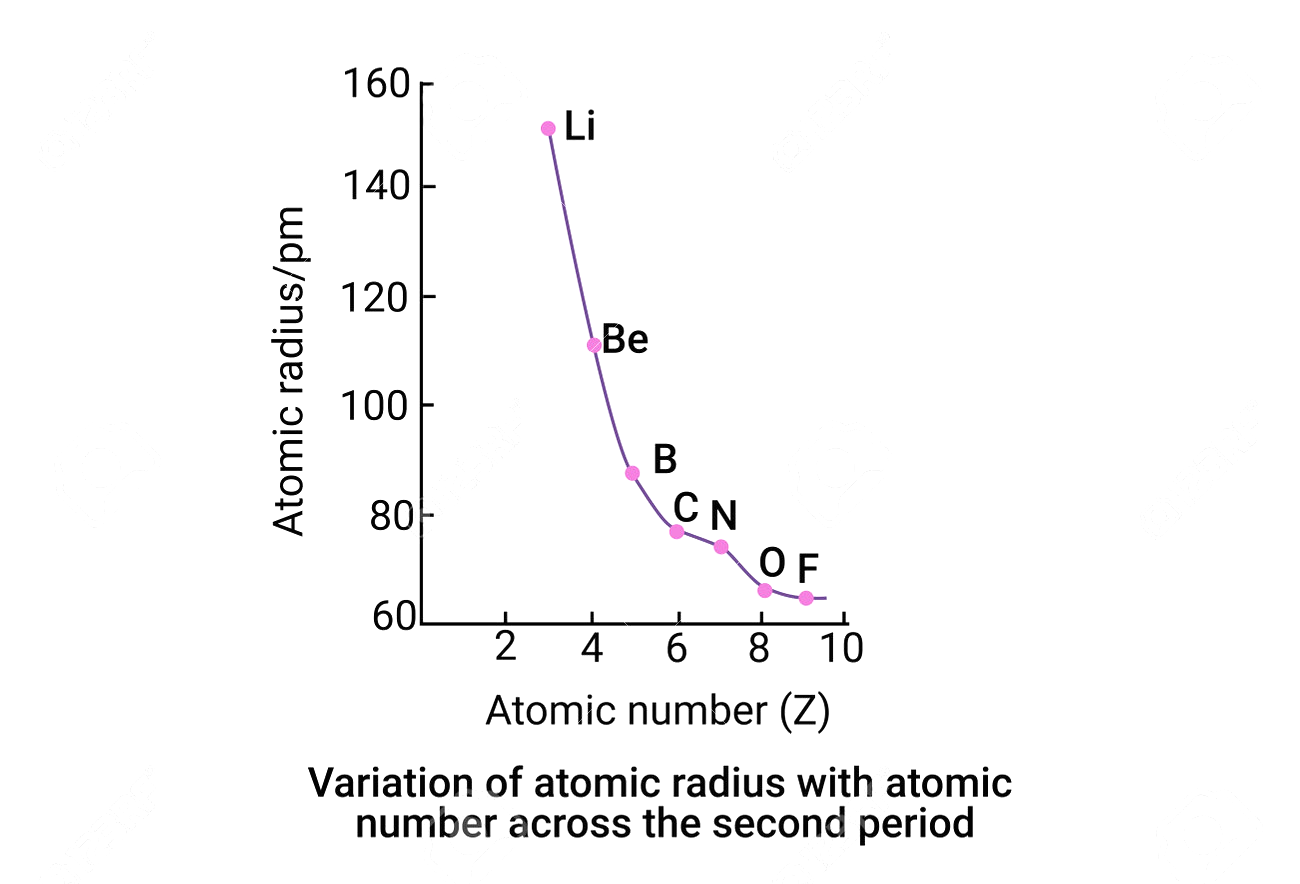 160
Li
140
Atomic radius/pm
120
Be
100
B
80
C N
O F
60
2 4 6 8 10
Atomic number (Z)
Variation of atomic radius with atomic
number across the second period